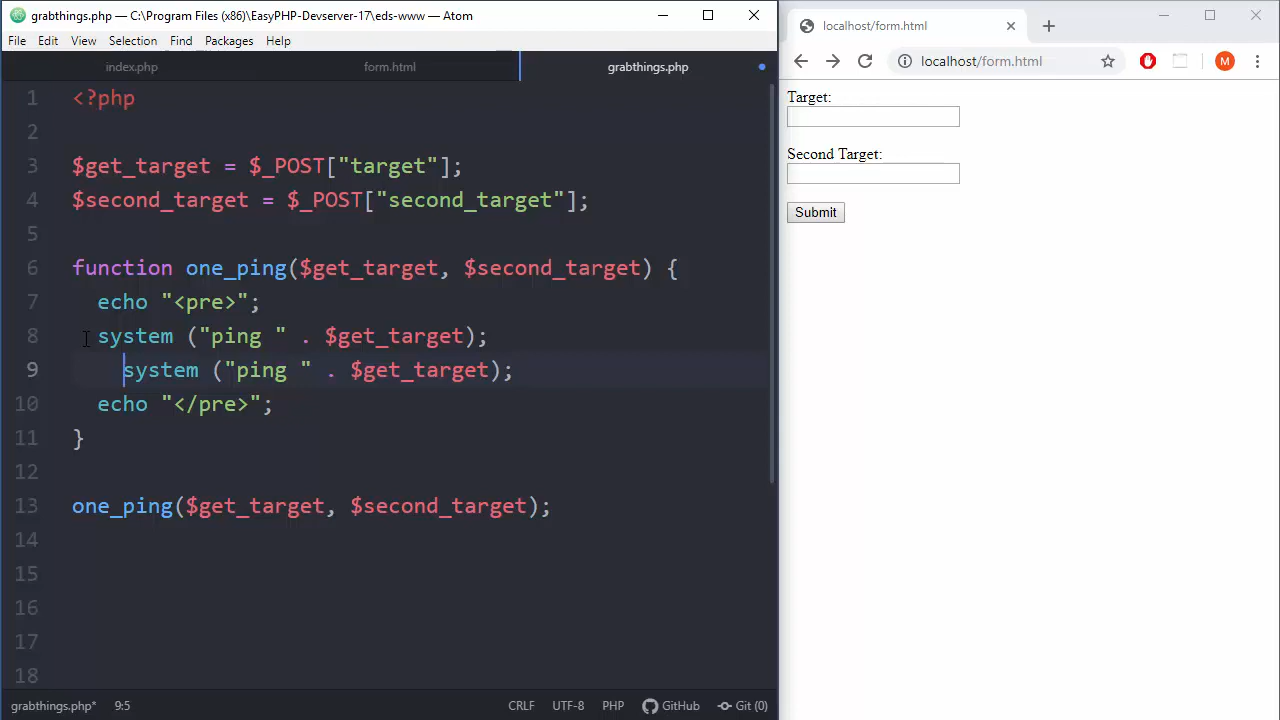 grabthings.php — C:\Program Files (x86)\EasyPHP-Devserver-17\eds-www — Atom
File Edit View Selection Find Packages Help
index.php form.html grabthings.php
1 <?php
2
3 $get_target = $_POST["target"];
4 $second_target = $_POST["second_target"];
5
6 function one_ping($get_target, $second_target) {
7 echo "<pre>";
8 system ("ping " . $get_target);
9 system ("ping " . $get_target);
10 echo "</pre>";
11 }
12
13 one_ping($get_target, $second_target);
14
15
16
17
18
grabthings.php* 9:5 CRLF UTF-8 PHP GitHub Git (0)
localhost/form.html
localhost/form.html M
Target:
Second Target:
Submit